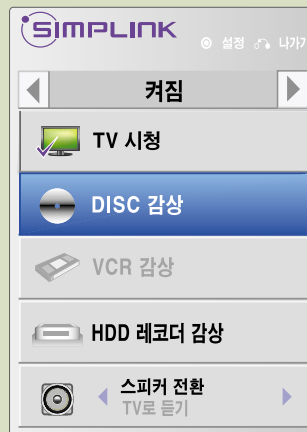 SIMPLINK
설정 나가기
켜짐
TV 시청
DISC 감상
VCR 감상
HDD 레코더 감상
스피커 전환
TV로 듣기